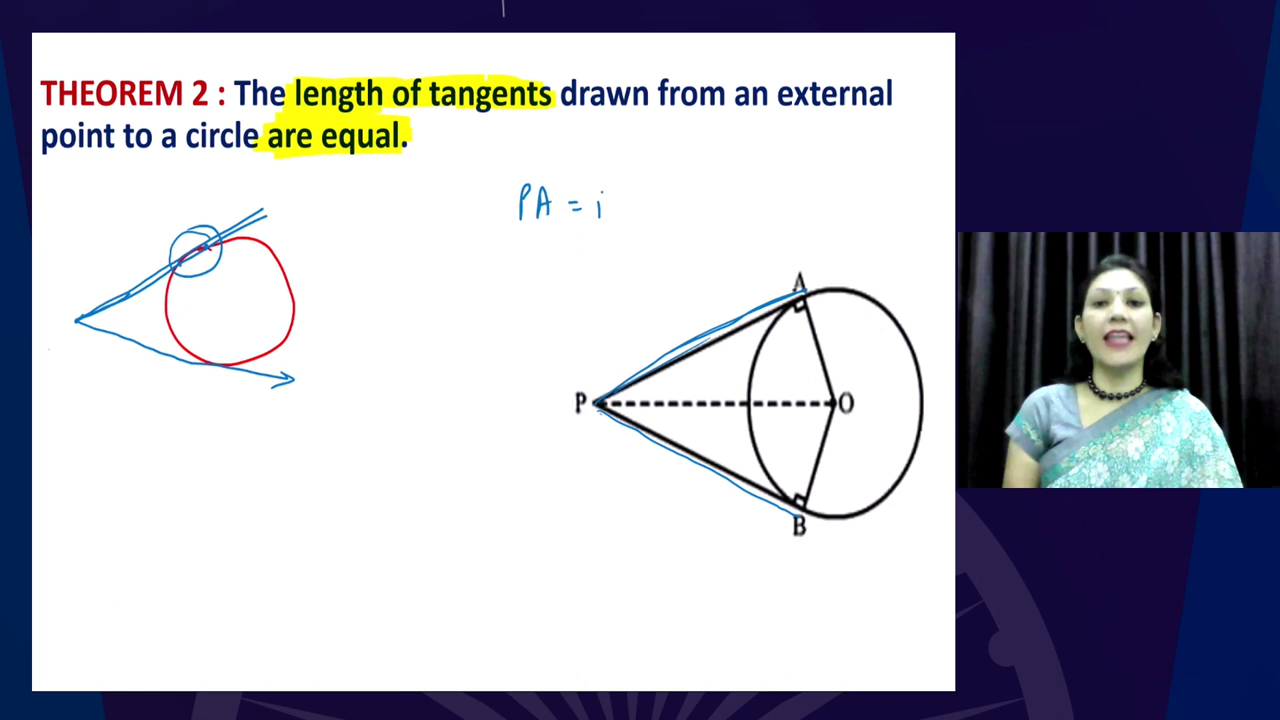 THEOREM 2 : The length of tangents drawn from an external
point to a circle are equal.
PA = i
A
P
O
B